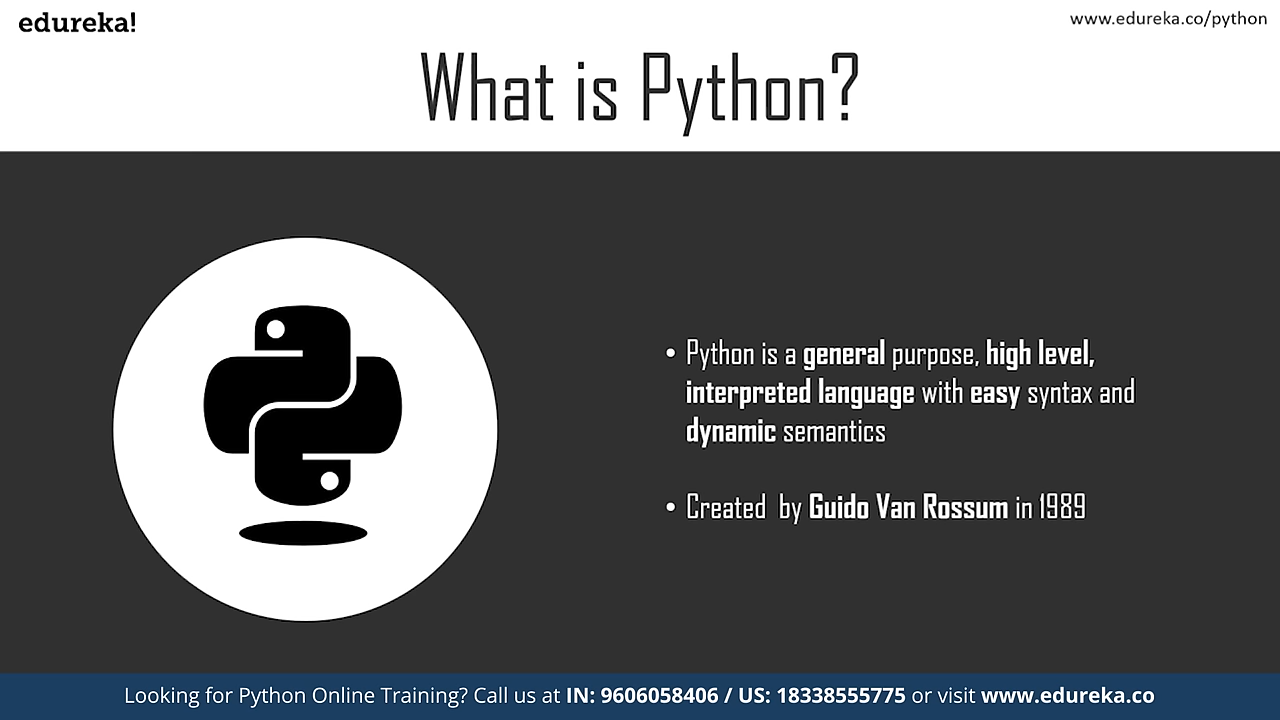 edureka!
www.edureka.co/python
What is Python?
• Python is a general purpose, high level,
interpreted language with easy syntax and
dynamic semantics
• Created by Guido Van Rossum in 1989
Looking for Python Online Training? Call us at IN: 9606058406 / US: 18338555775 or visit www.edureka.co